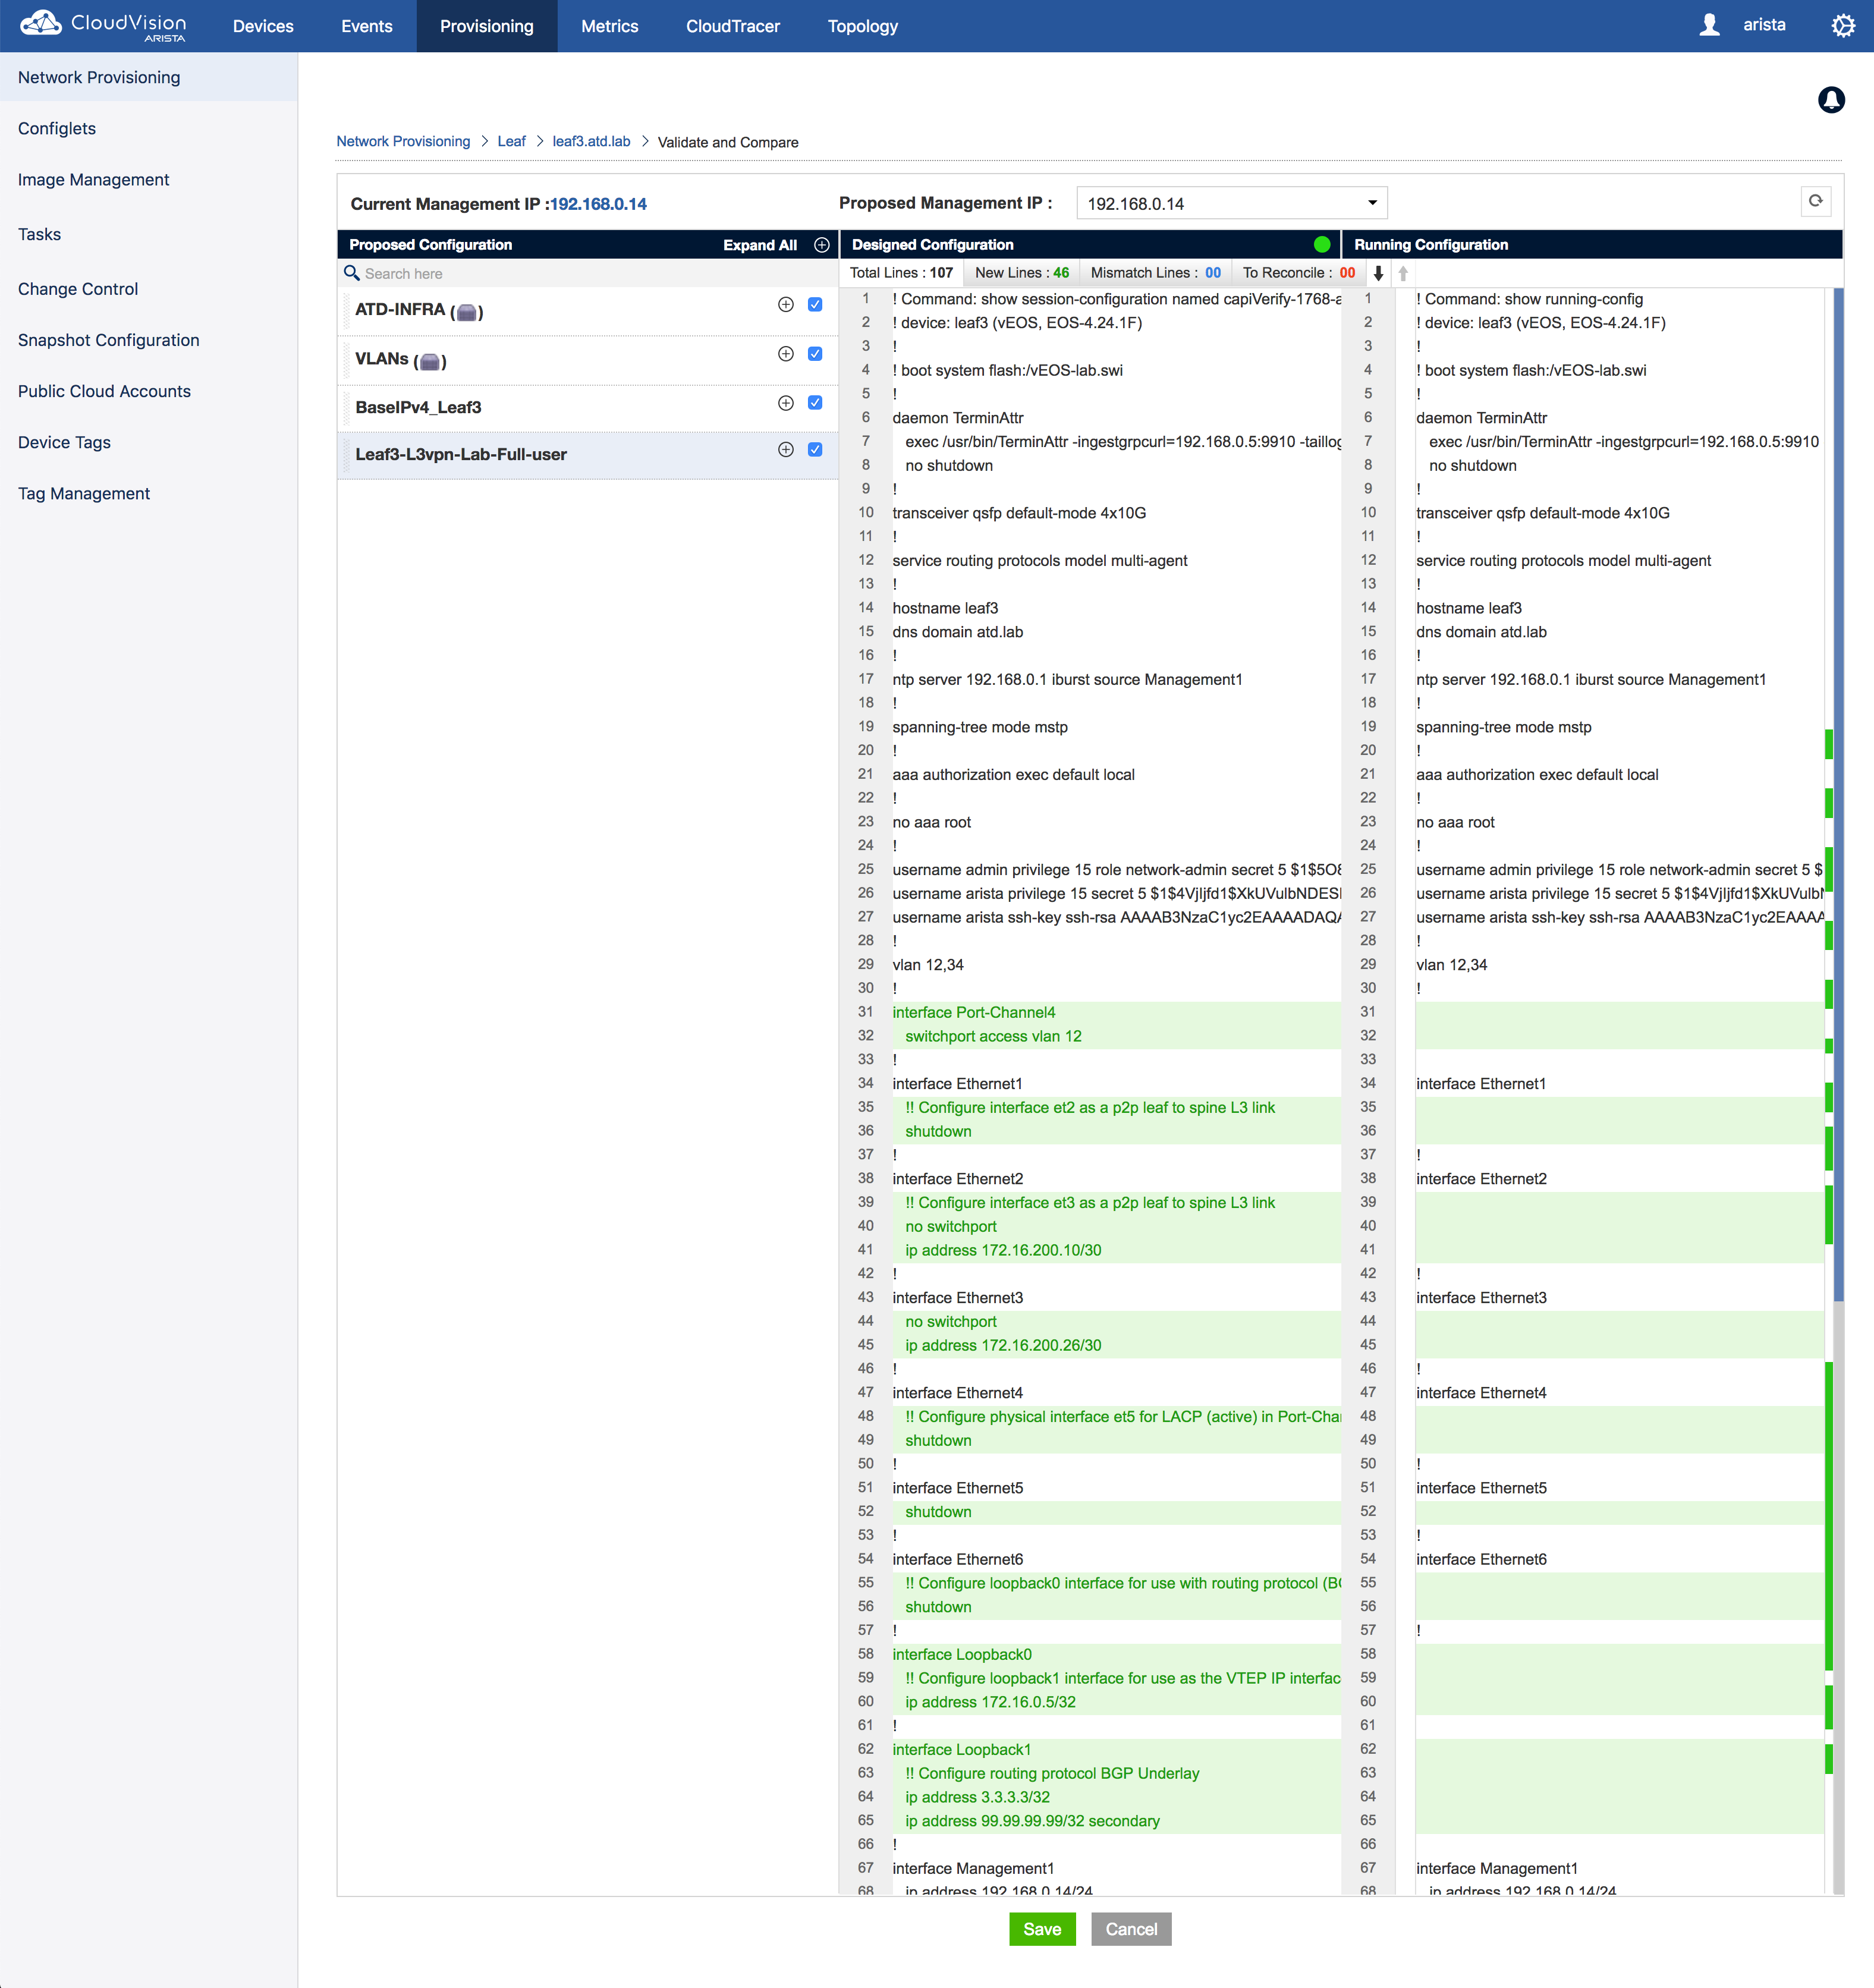 CloudVision
ARISTA
Devices
Events
Provisioning
Metrics
CloudTracer
Topology
arista
Network Provisioning
Configlets
Image Management
Tasks
Change Control
Snapshot Configuration
Public Cloud Accounts
Device Tags
Tag Management
Network Provisioning > Leaf > leaf3.atd.lab > Validate and Compare
Current Management IP :192.168.0.14
Proposed Management IP :
192.168.0.14
Proposed Configuration
Expand All
Search here
ATD-INFRA ( )
VLANs ( )
BaseIPv4_Leaf3
Leaf3-L3vpn-Lab-Full-user
Designed Configuration
Total Lines : 107
New Lines : 46
Mismatch Lines : 00
To Reconcile : 00
1 ! Command: show session-configuration named capiVerify-1768-a
2 ! device: leaf3 (vEOS, EOS-4.24.1F)
3 !
4 ! boot system flash:/vEOS-lab.swi
5 !
6 daemon TerminAttr
7 exec /usr/bin/TerminAttr -ingestgrpcurl=192.168.0.5:9910 -taillog
8 no shutdown
9 !
10 transceiver qsfp default-mode 4x10G
11 !
12 service routing protocols model multi-agent
13 !
14 hostname leaf3
15 dns domain atd.lab
16 !
17 ntp server 192.168.0.1 iburst source Management1
18 !
19 spanning-tree mode mstp
20 !
21 aaa authorization exec default local
22 !
23 no aaa root
24 !
25 username admin privilege 15 role network-admin secret 5 $1$5O8
26 username arista privilege 15 secret 5
27 username arista ssh-key ssh-rsa AAAAB3NzaC1yc2EAAAADAQA
28 !
29 vlan 12,34
30 !
31 interface Port-Channel4
32 switchport access vlan 12
33 !
34 interface Ethernet1
35 !! Configure interface et2 as a p2p leaf to spine L3 link
36 shutdown
37 !
38 interface Ethernet2
39 !! Configure interface et3 as a p2p leaf to spine L3 link
40 no switchport
41 ip address 172.16.200.10/30
42 !
43 interface Ethernet3
44 no switchport
45 ip address 172.16.200.26/30
46 !
47 interface Ethernet4
48 !! Configure physical interface et5 for LACP (active) in Port-Cha
49 shutdown
50 !
51 interface Ethernet5
52 shutdown
53 !
54 interface Ethernet6
55 !! Configure loopback0 interface for use with routing protocol (B
56 shutdown
57 !
58 interface Loopback0
59 !! Configure loopback1 interface for use as the VTEP IP interfac
60 ip address 172.16.0.5/32
61 !
62 interface Loopback1
63 !! Configure routing protocol BGP Underlay
64 ip address 3.3.3.3/32
65 ip address 99.99.99.99/32 secondary
66 !
67 interface Management1
68 ip address 192.168.0.14/24
Running Configuration
1 ! Command: show running-config
2 ! device: leaf3 (vEOS, EOS-4.24.1F)
3 !
4 ! boot system flash:/vEOS-lab.swi
5 !
6 daemon TerminAttr
7 exec /usr/bin/TerminAttr -ingestgrpcurl=192.168.0.5:9910
8 no shutdown
9 !
10 transceiver qsfp default-mode 4x10G
11 !
12 service routing protocols model multi-agent
13 !
14 hostname leaf3
15 dns domain atd.lab
16 !
17 ntp server 192.168.0.1 iburst source Management1
18 !
19 spanning-tree mode mstp
20 !
21 aaa authorization exec default local
22 !
23 no aaa root
24 !
25 username admin privilege 15 role network-admin secret 5 $
26 username arista privilege 15 secret 5
27 username arista ssh-key ssh-rsa AAAAB3NzaC1yc2EAAAA
28 !
29 vlan 12,34
30 !
31
32
33
34 interface Ethernet1
35
36
37 !
38 interface Ethernet2
39
40
41
42 !
43 interface Ethernet3
44
45
46 !
47 interface Ethernet4
48
49
50 !
51 interface Ethernet5
52
53 !
54 interface Ethernet6
55
56
57 !
58
59
60
61
62
63
64
65
66
67 interface Management1
68 ip address 192.168.0.14/24
Save
Cancel